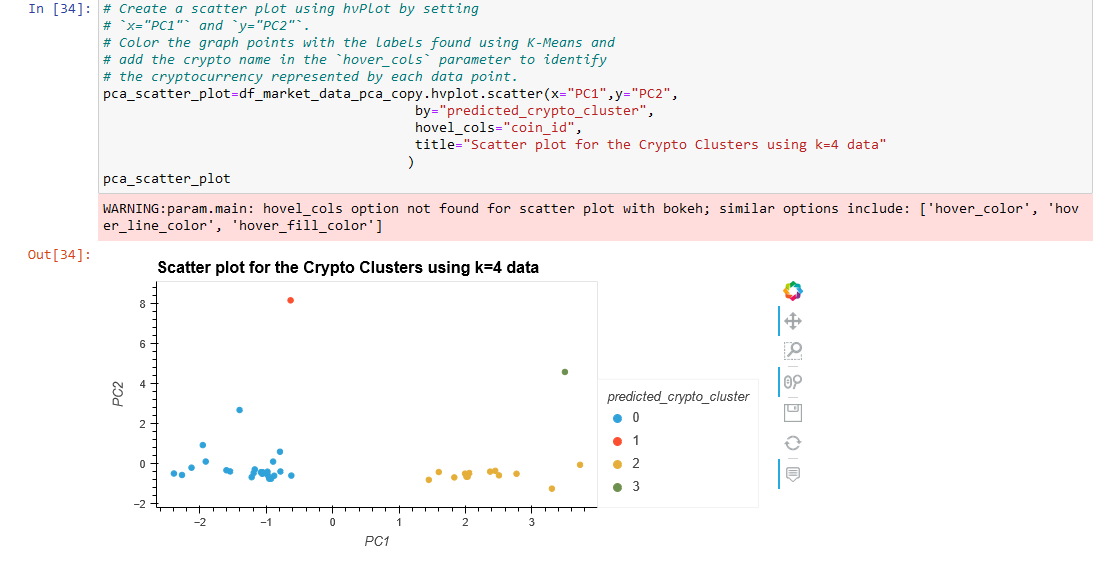 In [34]: # Create a scatter plot using hvPlot by setting
# `x="PC1"` and `y="PC2"`.
# Color the graph points with the labels found using K-Means and
# add the crypto name in the `hover_cols` parameter to identify
# the cryptocurrency represented by each data point.
pca_scatter_plot=df_market_data_pca_copy.hvplot.scatter(x="PC1",y="PC2",
by="predicted_crypto_cluster",
hovel_cols="coin_id",
title="Scatter plot for the Crypto Clusters using k=4 data"
)
pca_scatter_plot
WARNING:param.main: hovel_cols option not found for scatter plot with bokeh; similar options include: ['hover_color', 'hov
er_line_color', 'hover_fill_color']
Out[34]:
Scatter plot for the Crypto Clusters using k=4 data
8
6
4
2
0
−2
PC2
−2 −1 0 1 2 3
PC1
predicted_crypto_cluster
0
1
2
3